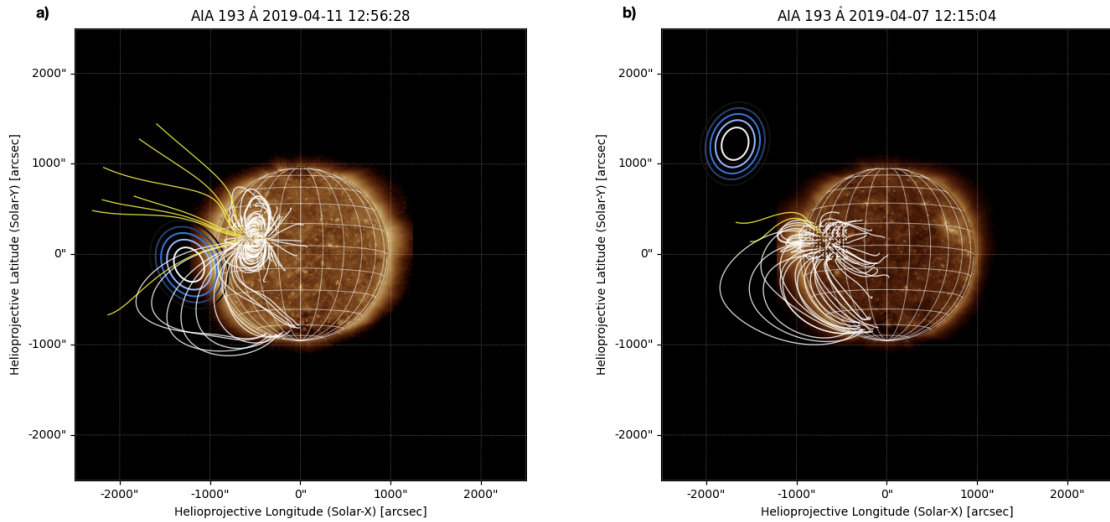 a)
AIA 193 Å 2019-04-11 12:56:28
2000"
1000"
0"
-1000"
-2000"
Helioprojective Latitude (Solar-Y) [arcsec]
-2000"
-1000"
0"
1000"
2000"
Helioprojective Longitude (Solar-X) [arcsec]
b)
AIA 193 Å 2019-04-07 12:15:04
2000"
1000"
0"
-1000"
-2000"
Helioprojective Latitude (Solar-Y) [arcsec]
-2000"
-1000"
0"
1000"
2000"
Helioprojective Longitude (Solar-X) [arcsec]